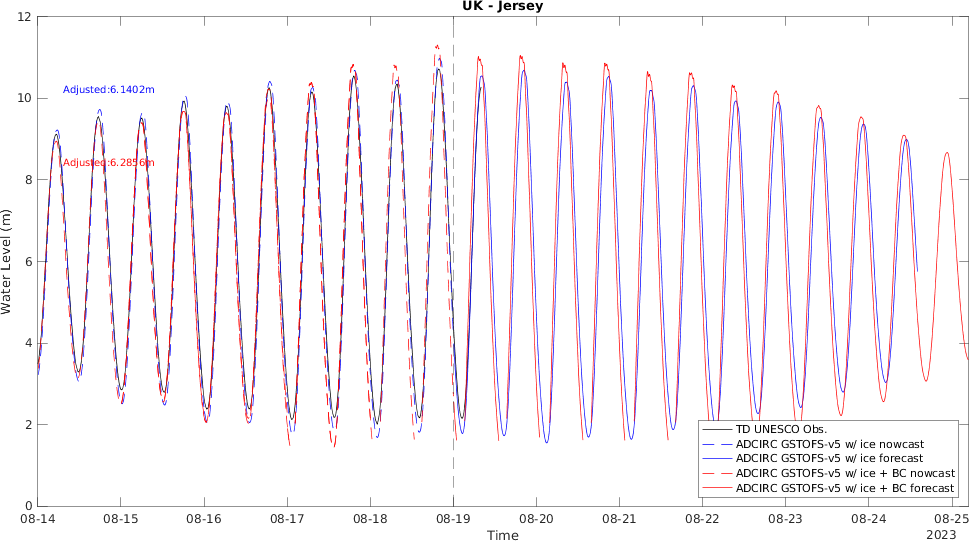 UK - Jersey
12
10
8
6
4
2
0
Water Level (m)
Adjusted:6.1402m
Adjusted:6.2856m
TD UNESCO Obs.
ADCIRC GSTOFS-v5 w/ ice nowcast
ADCIRC GSTOFS-v5 w/ ice forecast
ADCIRC GSTOFS-v5 w/ ice + BC nowcast
ADCIRC GSTOFS-v5 w/ ice + BC forecast
08-14 08-15 08-16 08-17 08-18 08-19 08-20 08-21 08-22 08-23 08-24 08-25
Time
2023